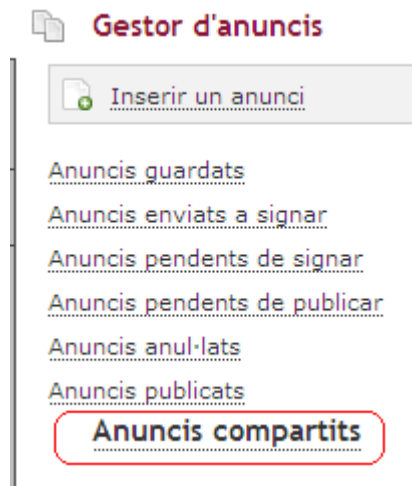 Gestor d'anuncis
Inserir un anunci
Anuncis guardats
Anuncis enviats a signar
Anuncis pendents de signar
Anuncis pendents de publicar
Anuncis anul·lats
Anuncis publicats
Anuncis compartits